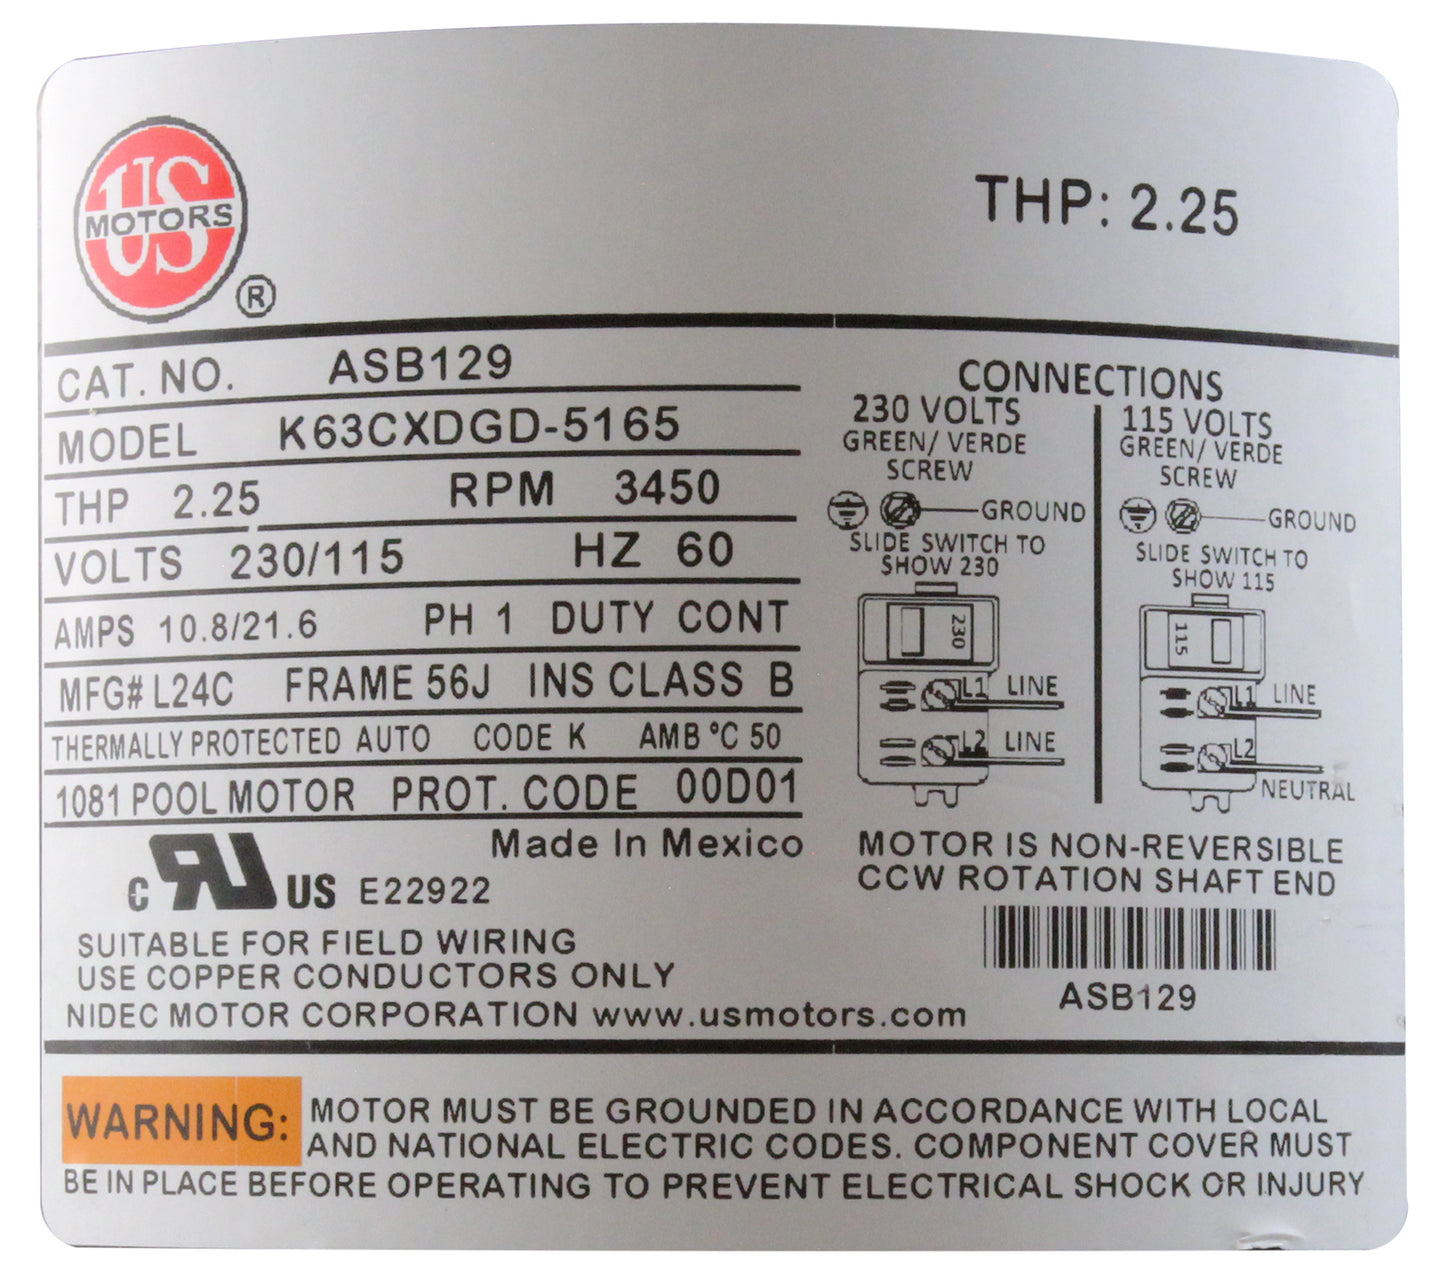 US
MOTORS
®
THP: 2.25
CAT. NO. ASB129
MODEL K63CXDGD-5165
THP 2.25 RPM 3450
VOLTS 230/115 HZ 60
AMPS 10.8/21.6 PH 1 DUTY CONT
MFG# L24C FRAME 56J INS CLASS B
THERMALLY PROTECTED AUTO CODE K AMB °C 50
1081 POOL MOTOR PROT. CODE 00D01
Made In Mexico
C RU US E22922
SUITABLE FOR FIELD WIRING
USE COPPER CONDUCTORS ONLY
NIDEC MOTOR CORPORATION www.usmotors.com
CONNECTIONS
230 VOLTS
GREEN/ VERDE
SCREW
GROUND
SLIDE SWITCH TO
SHOW 230
230
L1 LINE
L2 LINE
115 VOLTS
GREEN/ VERDE
SCREW
GROUND
SLIDE SWITCH TO
SHOW 115
115
L1 LINE
L2
NEUTRAL
MOTOR IS NON-REVERSIBLE
CCW ROTATION SHAFT END
ASB129
WARNING: MOTOR MUST BE GROUNDED IN ACCORDANCE WITH LOCAL
AND NATIONAL ELECTRIC CODES. COMPONENT COVER MUST
BE IN PLACE BEFORE OPERATING TO PREVENT ELECTRICAL SHOCK OR INJURY